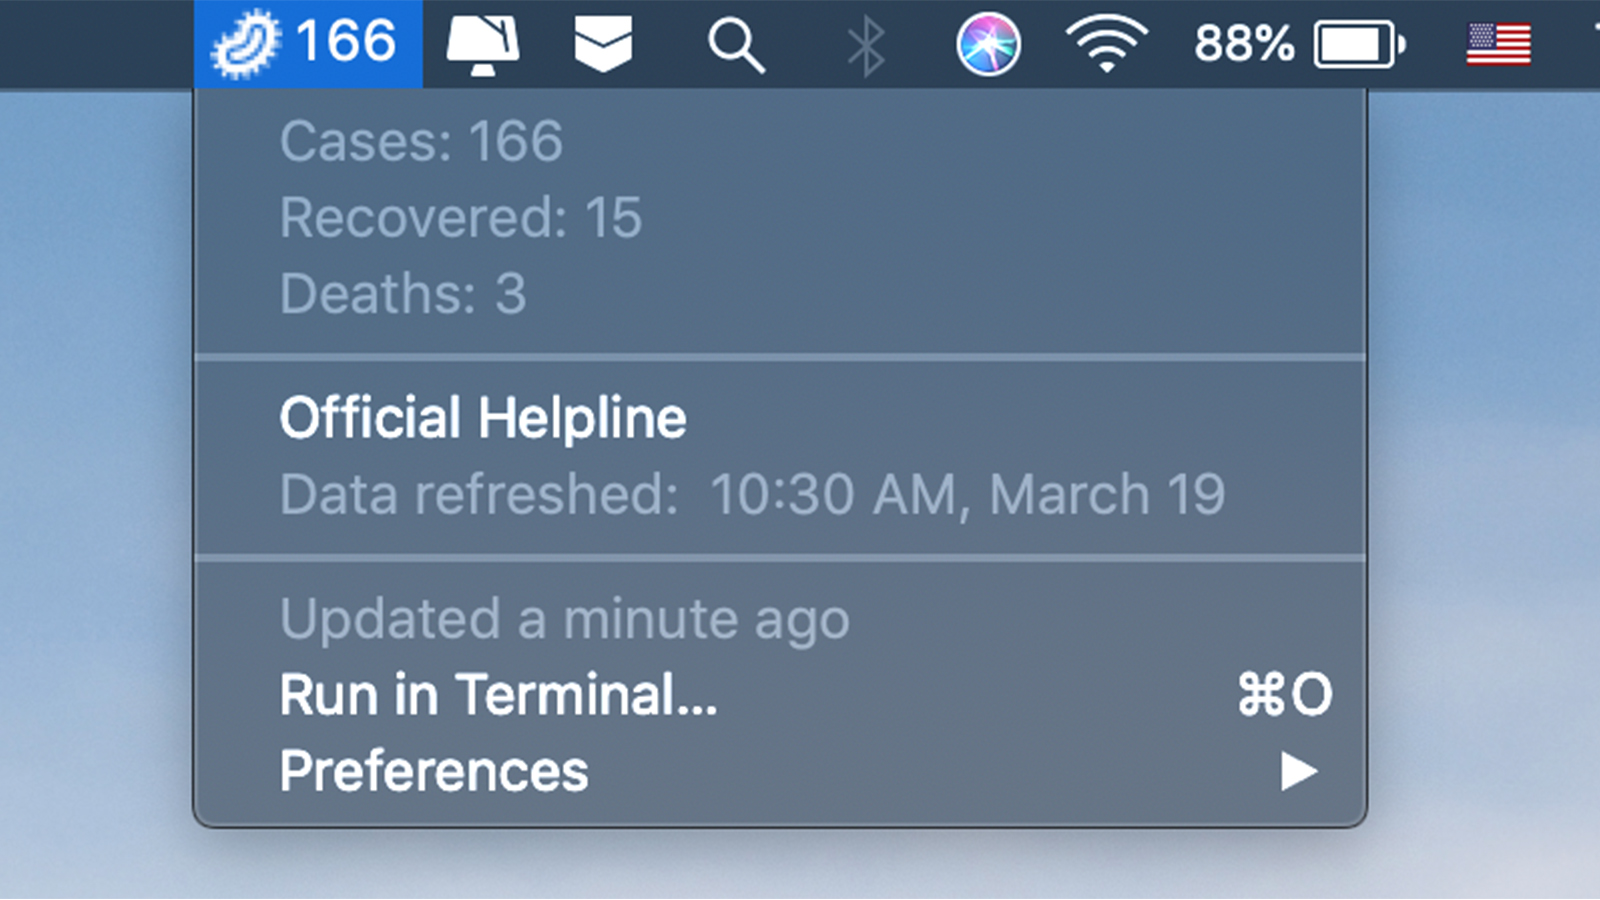 166 88%
Cases: 166
Recovered: 15
Deaths: 3
Official Helpline
Data refreshed: 10:30 AM, March 19
Updated a minute ago
Run in Terminal... ⌘O
Preferences ▶